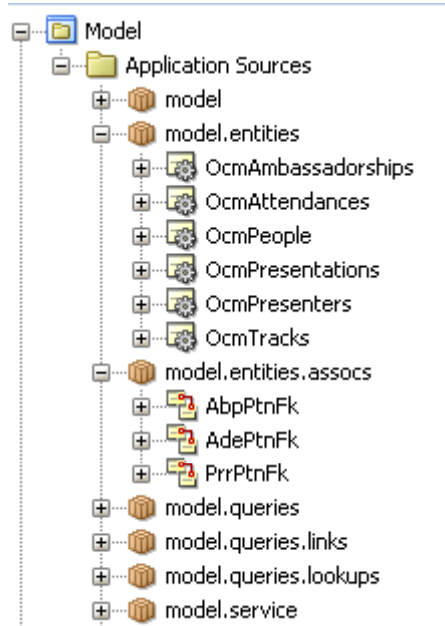 Model
Application Sources
model
model.entities
OcmAmbassadorships
OcmAttendances
OcmPeople
OcmPresentations
OcmPresenters
OcmTracks
model.entities.assocs
AbpPtnFk
AdePtnFk
PrrPtnFk
model.queries
model.queries.links
model.queries.lookups
model.service